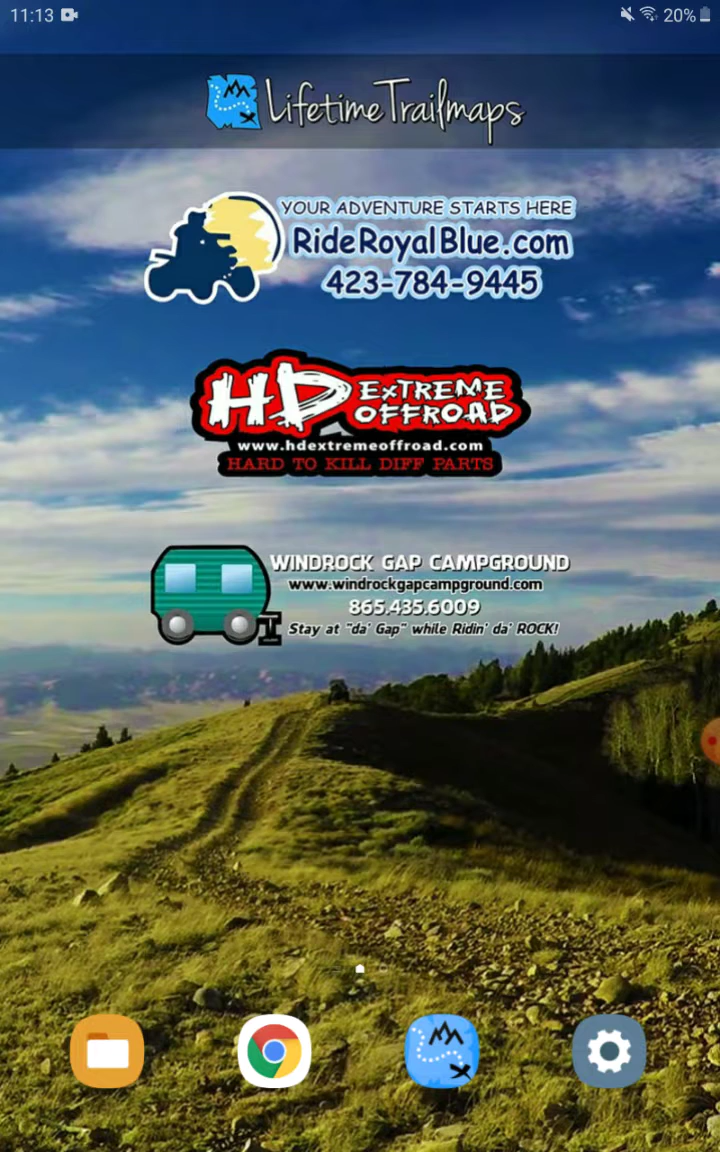 11:13
20%
LifetimeTrailmaps
YOUR ADVENTURE STARTS HERE
RideRoyalBlue.com
423-784-9445
HD EXTREME
OFFROAD
www.hdextremeoffroad.com
HARD TO KILL DIFF PARTS
WINDROCK GAP CAMPGROUND
www.windrockgapcampground.com
865.435.6009
Stay at "da' Gap" while Ridin' da' ROCK!